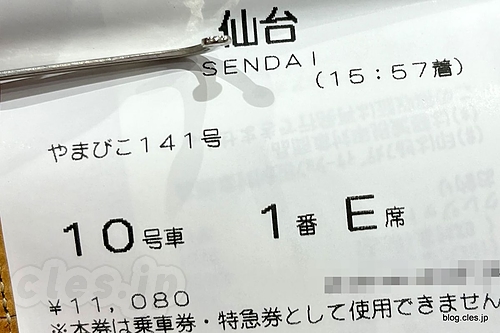 仙台
SENDAI
(15:57着)
やまびこ141号
10号車 1番 E席
¥11,080
※本券は乗車券・特急券として使用できません
cles.jp
blog.cles.jp